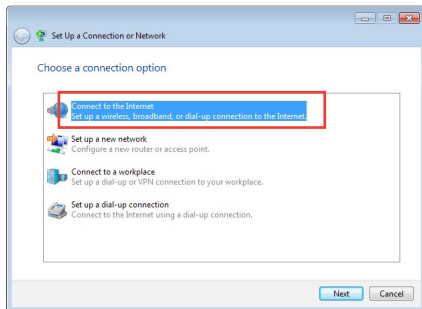 Set Up a Connection or Network
Choose a connection option
Connect to the Internet
Set up a wireless, broadband, or dial-up connection to the Internet.
Set up a new network
Configure a new router or access point.
Connect to a workplace
Set up a dial-up or VPN connection to your workplace.
Set up a dial-up connection
Connect to the Internet using a dial-up connection.
Next Cancel